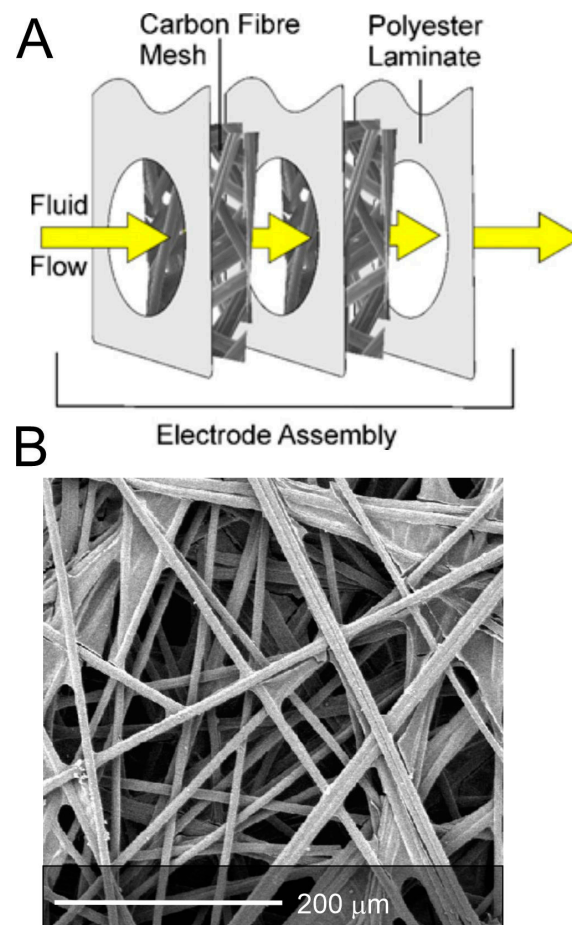 A
Carbon Fibre
Mesh
Polyester
Laminate
Fluid
Flow
Electrode Assembly
B
200 μm